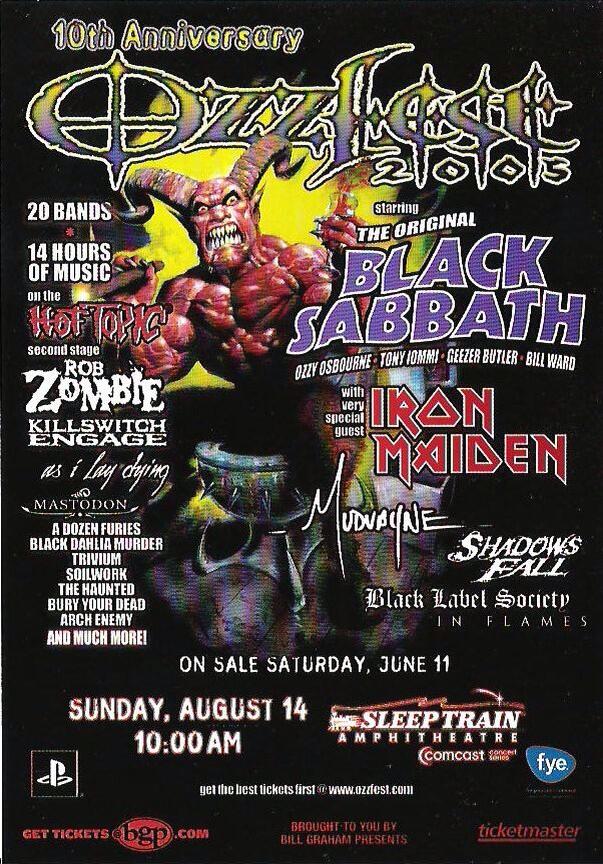 10th Anniversary
OZZFEST
2005
20 BANDS
14 HOURS
OF MUSIC
on the
HOT TOPIC
second stage
ROB
ZOMBIE
KILLSWITCH
ENGAGE
as i lay dying
MASTODON
A DOZEN FURIES
BLACK DAHLIA MURDER
TRIVIUM
SOILWORK
THE HAUNTED
BURY YOUR DEAD
ARCH ENEMY
AND MUCH MORE!
starring
THE ORIGINAL
BLACK
SABBATH
OZZY OSBOURNE • TONY IOMMI • GEEZER BUTLER • BILL WARD
with
very
special
guest
IRON
MAIDEN
MUDVAYNE
SHADOWS
FALL
Black Label Society
IN FLAMES
ON SALE SATURDAY, JUNE 11
SUNDAY, AUGUST 14
10:00 AM
SLEEP TRAIN
AMPHITHEATRE
comcast concert series
f.y.e.
get the best tickets first @ www.ozzfest.com
GET TICKETS @ bgp.COM
BROUGHT TO YOU BY
BILL GRAHAM PRESENTS
ticketmaster